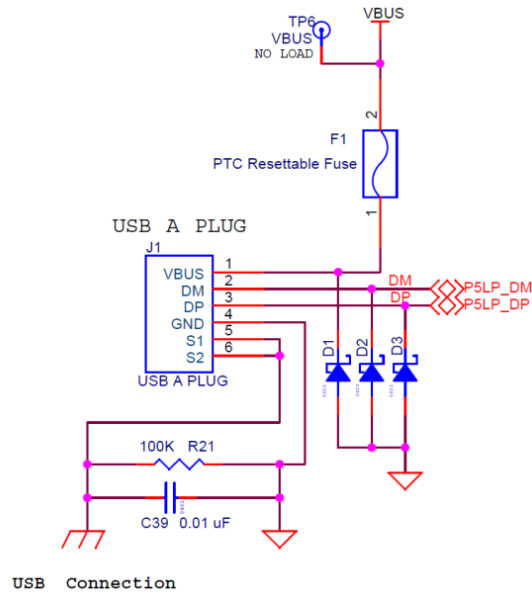 TP6
VBUS
VBUS
NO LOAD
2
F1
PTC Resettable Fuse
1
USB A PLUG
J1
VBUS 1
DM 2
DP 3
GND 4
S1 5
S2 6
USB A PLUG
DM P5LP_DM
DP P5LP_DP
D1 D2 D3
100K R21
C39 0.01 uF
USB Connection